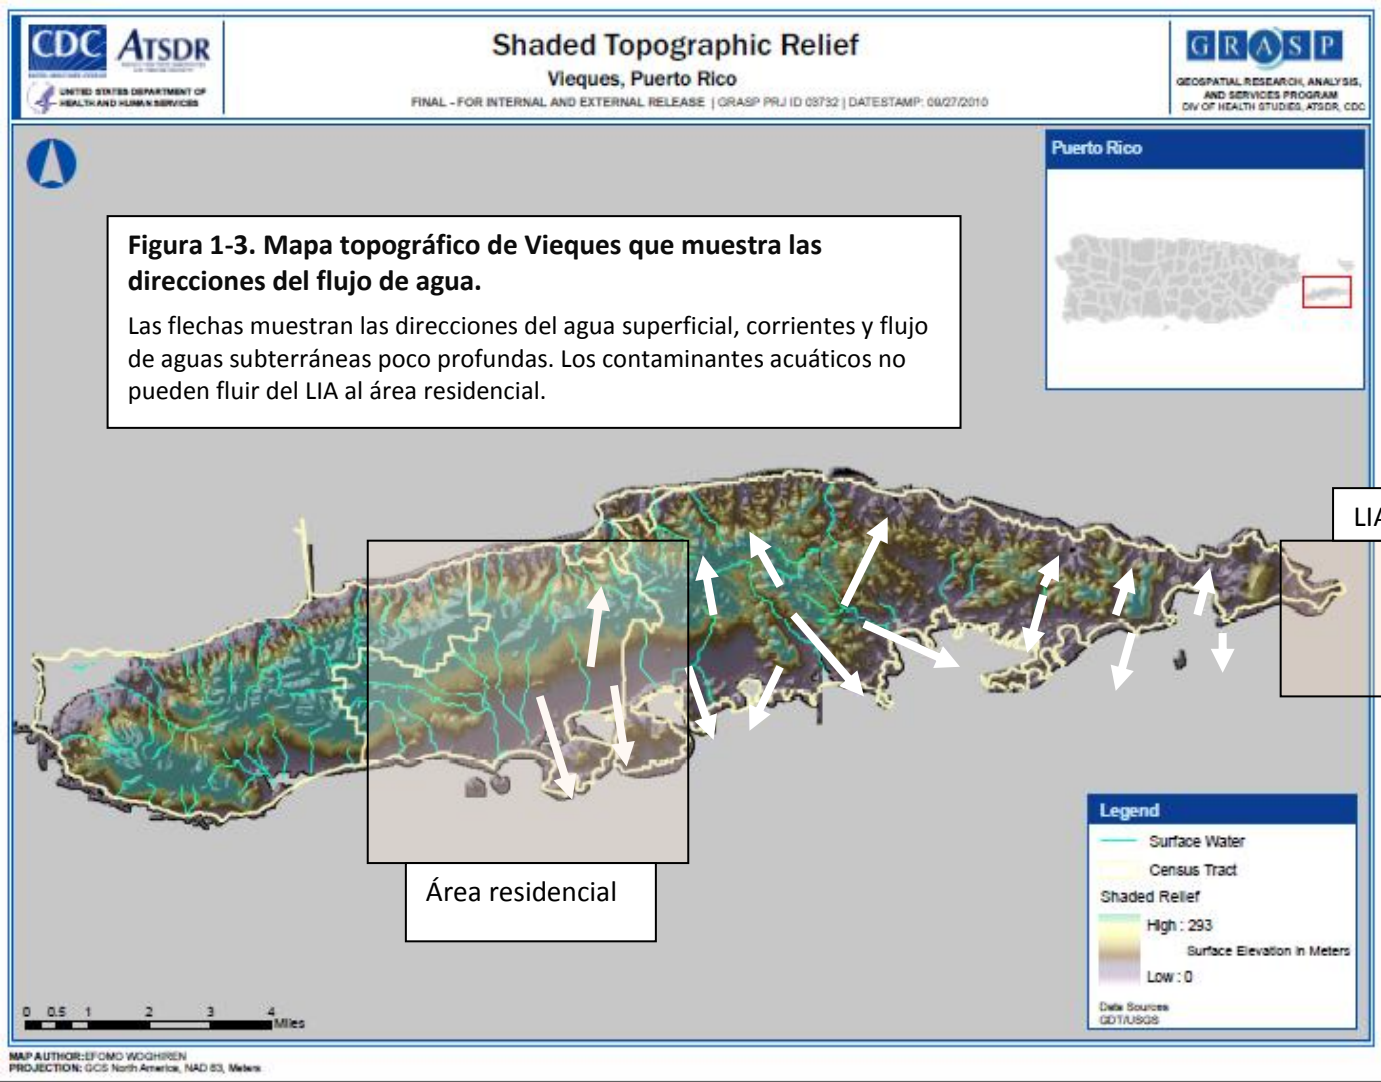 CDC ATSDR
UNITED STATES DEPARTMENT OF
HEALTH AND HUMAN SERVICES
Shaded Topographic Relief
Vieques, Puerto Rico
FINAL - FOR INTERNAL AND EXTERNAL RELEASE | GRASP PRJ ID 03732 | DATESTAMP: 09/27/2010
GRASP
GEOSPATIAL RESEARCH, ANALYSIS,
AND SERVICES PROGRAM
DIV OF HEALTH STUDIES, ATSDR, CDC
Puerto Rico
Figura 1-3. Mapa topográfico de Vieques que muestra las
direcciones del flujo de agua.
Las flechas muestran las direcciones del agua superficial, corrientes y flujo
de aguas subterráneas poco profundas. Los contaminantes acuáticos no
pueden fluir del LIA al área residencial.
LIA
Área residencial
Legend
Surface Water
Census Tract
Shaded Relief
High : 293
Surface Elevation in Meters
Low : 0
Data Sources
GDT/USGS
0 0.5 1 2 3 4
Miles
MAP AUTHOR: EFOMO WOGHIREN
PROJECTION: GCS North America, NAD 83, Meters